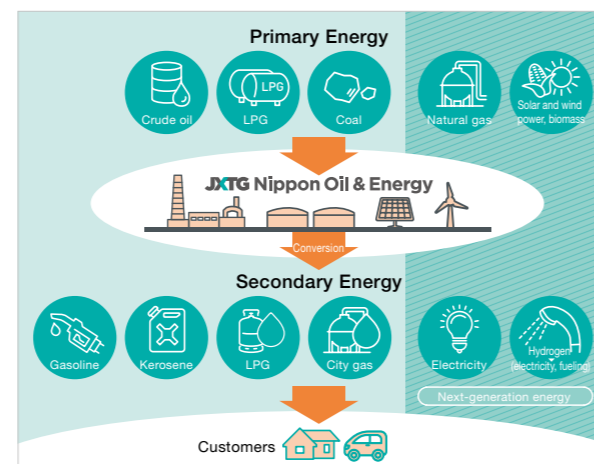 Primary Energy
LPG
Crude oil
LPG
Coal
Natural gas
Solar and wind
power, biomass
JXTG Nippon Oil & Energy
Conversion
Secondary Energy
Gasoline
Kerosene
LPG
City gas
Electricity
Hydrogen
(electricity, fueling)
Next-generation energy
Customers